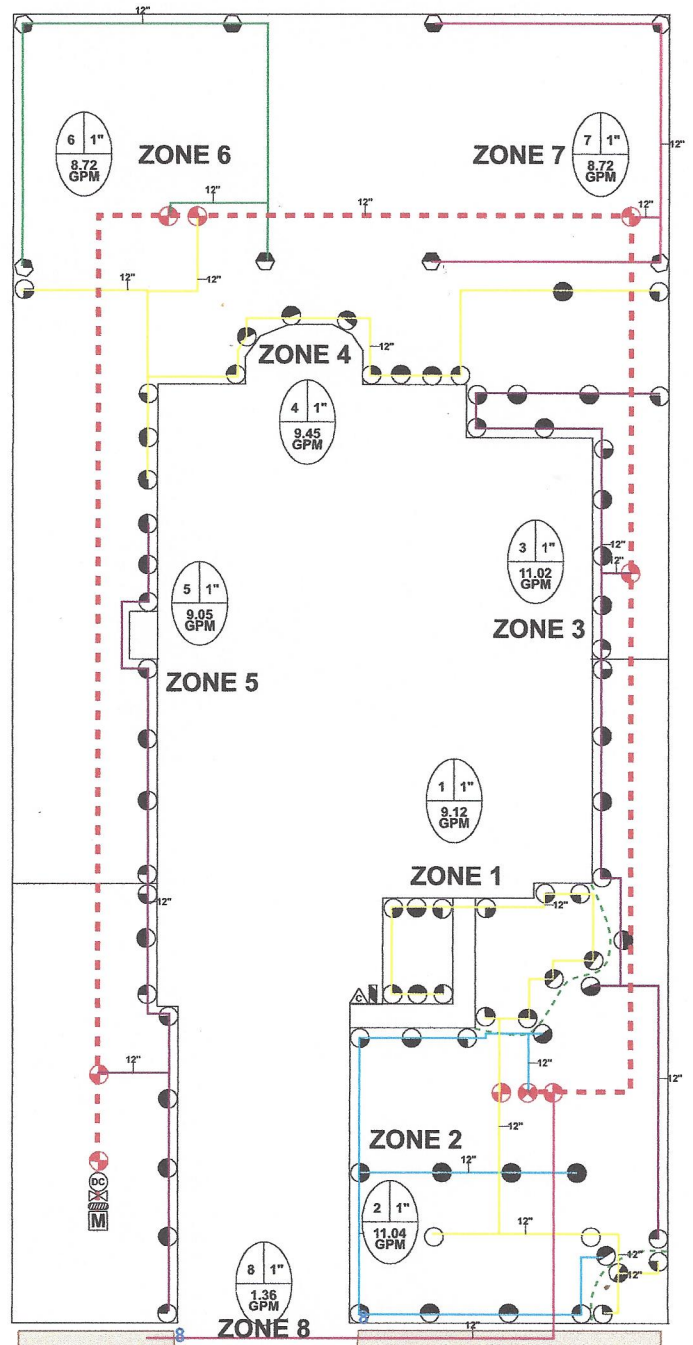 12"
6 1"
8.72
GPM
ZONE 6
ZONE 7
7 1"
8.72
GPM
12"
12"
12"
12"
12"
12"
ZONE 4
12"
4 1"
9.45
GPM
3 1"
11.02
GPM
12"
12"
5 1"
9.05
GPM
ZONE 3
ZONE 5
1 1"
9.12
GPM
ZONE 1
12"
12"
C
12"
12"
12"
12"
ZONE 2
12"
DC
M
2 1"
11.04
GPM
12"
12"
12"
8 1"
1.36
GPM
ZONE 8
8
8
12"